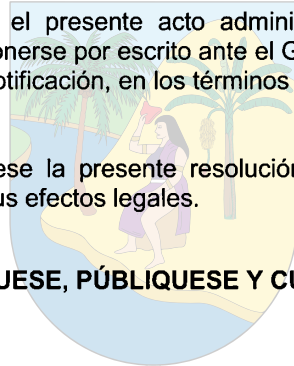 el presente acto admini
onerse por escrito ante el G
otificación, en los términos
ese la presente resolución
us efectos legales.
UESE, PÚBLIQUESE Y CU